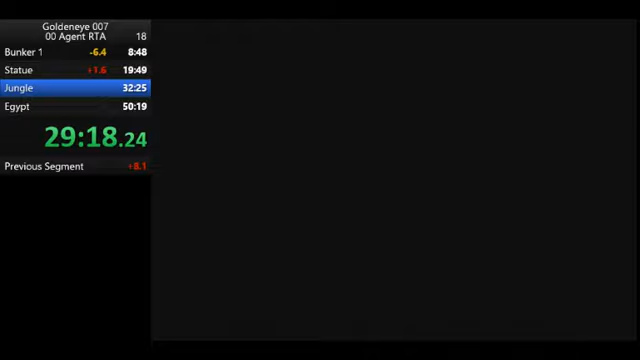 Goldeneye 007
00 Agent RTA 18
Bunker 1 -6.4 8:48
Statue +1.6 19:49
Jungle 32:25
Egypt 50:19
29:18.24
Previous Segment +8.1